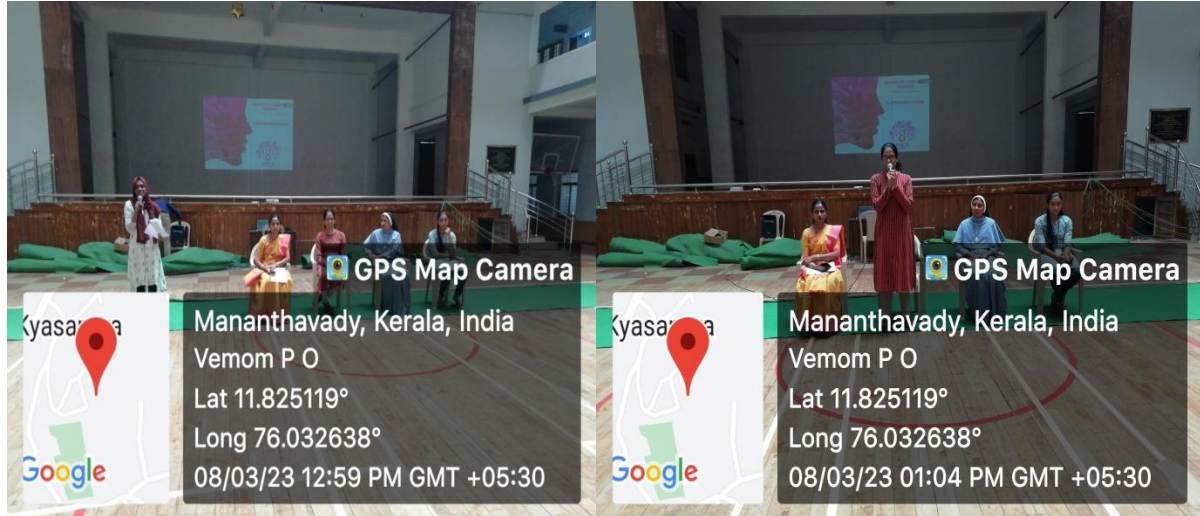 GPS Map Camera
Mananthavady, Kerala, India
Vemom P O
Lat 11.825119°
Long 76.032638°
08/03/23 12:59 PM GMT +05:30
Google
GPS Map Camera
Mananthavady, Kerala, India
Vemom P O
Lat 11.825119°
Long 76.032638°
08/03/23 01:04 PM GMT +05:30
Google